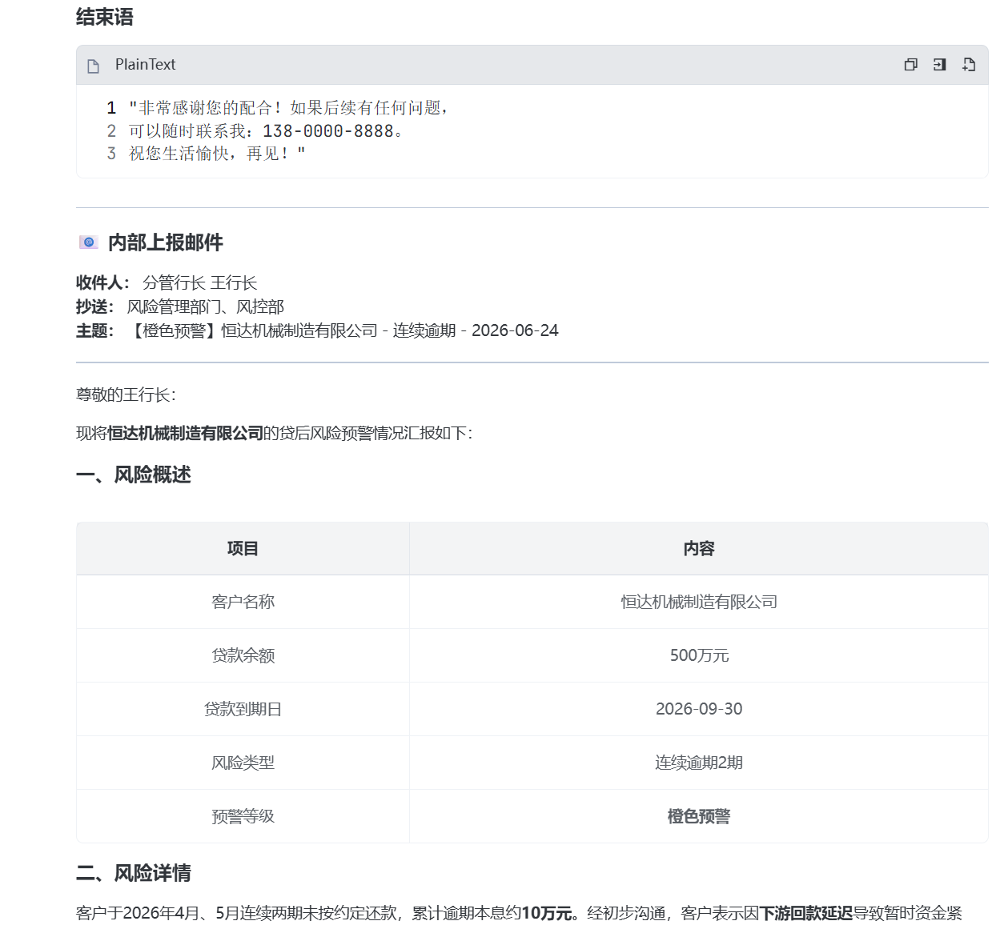 结束语
PlainText
1 "非常感谢您的配合！如果后续有任何问题，
2 可以随时联系我：138-0000-8888。
3 祝您生活愉快，再见！"
内部上报邮件
收件人： 分管行长 王行长
抄送： 风险管理部门、风控部
主题： 【橙色预警】恒达机械制造有限公司 - 连续逾期 - 2026-06-24
尊敬的王行长：
现将恒达机械制造有限公司的贷后风险预警情况汇报如下：
一、风险概述
项目 内容
客户名称 恒达机械制造有限公司
贷款余额 500万元
贷款到期日 2026-09-30
风险类型 连续逾期2期
预警等级 橙色预警
二、风险详情
客户于2026年4月、5月连续两期未按约定还款，累计逾期本息约10万元。经初步沟通，客户表示因下游回款延迟导致暂时资金紧